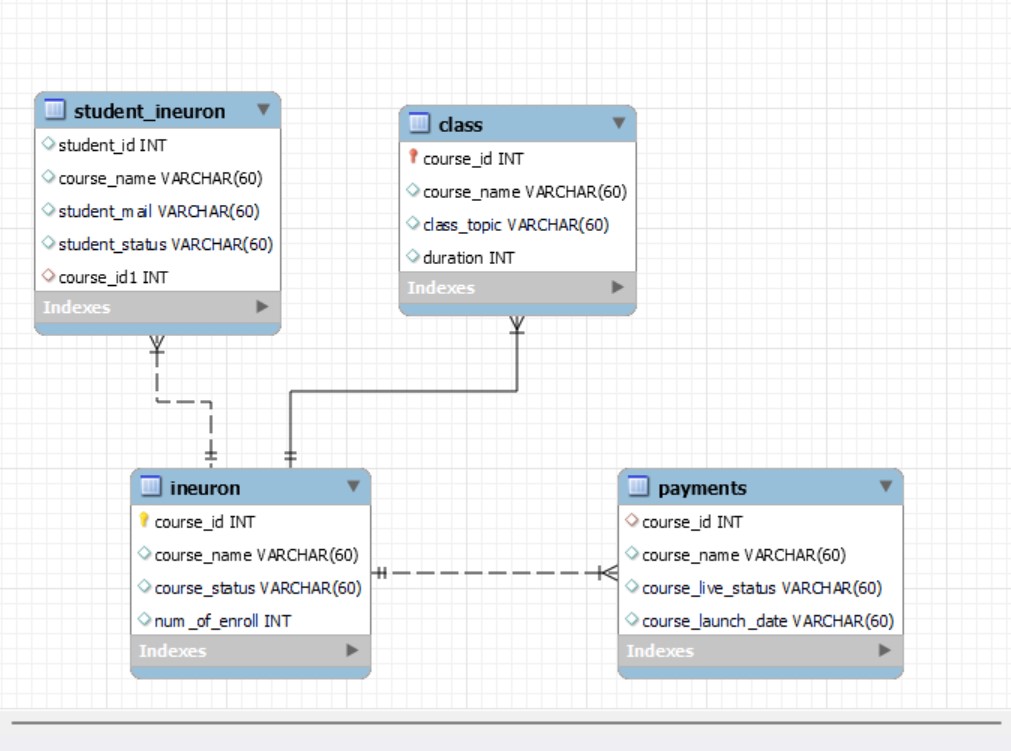 student_ineuron
student_id INT
course_name VARCHAR(60)
student_mail VARCHAR(60)
student_status VARCHAR(60)
course_id1 INT
Indexes
class
course_id INT
course_name VARCHAR(60)
class_topic VARCHAR(60)
duration INT
Indexes
ineuron
course_id INT
course_name VARCHAR(60)
course_status VARCHAR(60)
num_of_enroll INT
Indexes
payments
course_id INT
course_name VARCHAR(60)
course_live_status VARCHAR(60)
course_launch_date VARCHAR(60)
Indexes